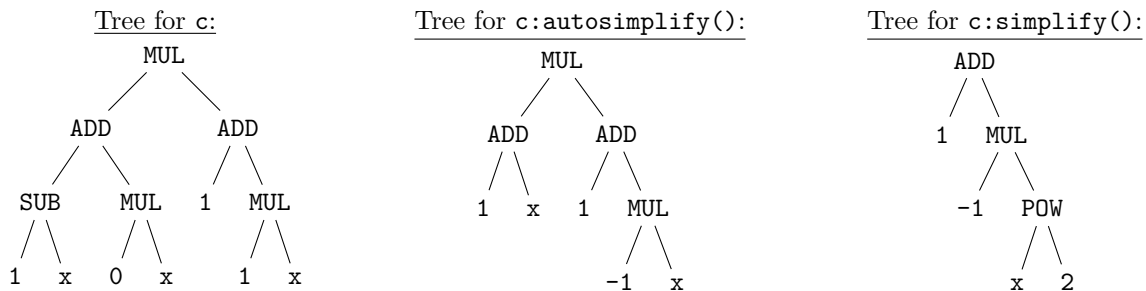 Tree for c:
MUL
ADD ADD
SUB MUL 1 MUL
1 x 0 x 1 x
Tree for c:autosimplify():
MUL
ADD ADD
1 x 1 MUL
-1 x
Tree for c:simplify():
ADD
1 MUL
-1 POW
x 2